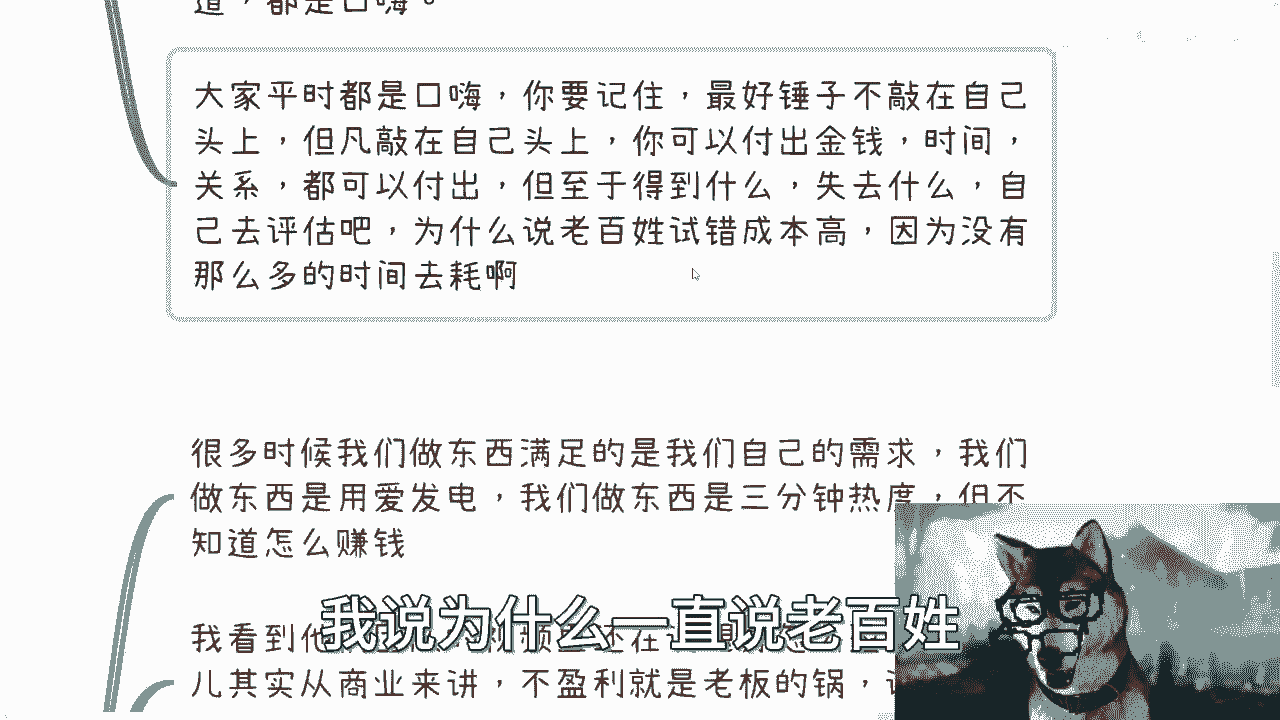 道，都是口嗨。
大家平时都是口嗨，你要记住，最好锤子不敲在自己
头上，但凡敲在自己头上，你可以付出金钱，时间，
关系，都可以付出，但至于得到什么，失去什么，自
己去评估吧，为什么说老百姓试错成本高，因为没有
那么多的时间去耗啊
很多时候我们做东西满足的是我们自己的需求，我们
做东西是用爱发电，我们做东西是三分钟热度，但不
知道怎么赚钱
我看到他
我说为什么一直说老百姓
儿其实从商业来讲，不盈利就是老板的锅，